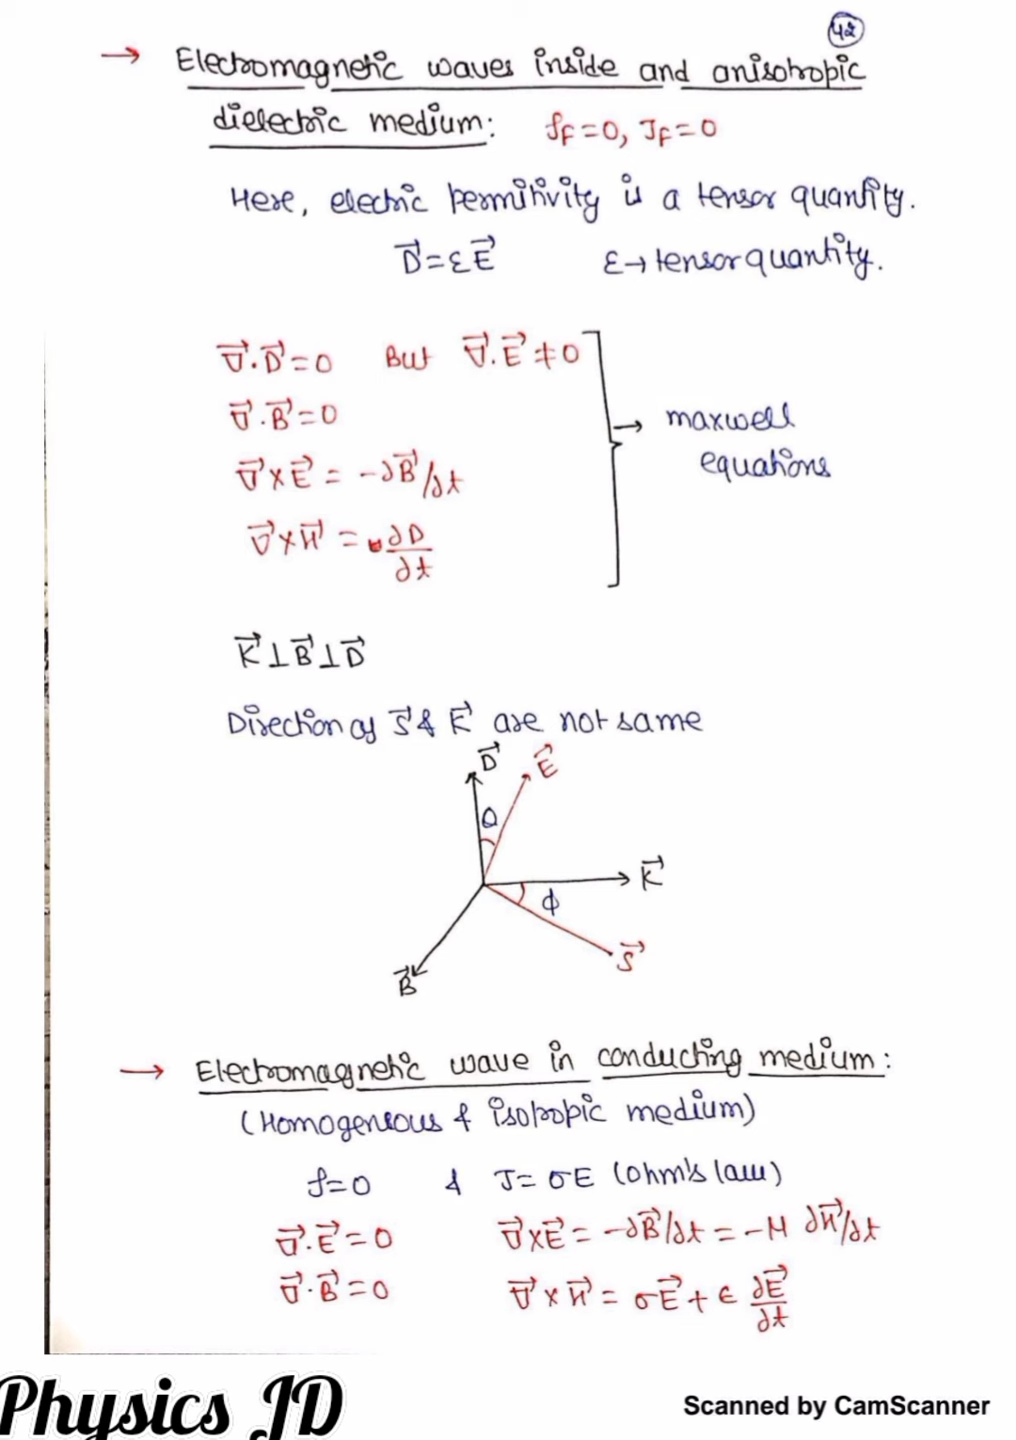 42
→ Electromagnetic waves inside and anisotropic
dielectric medium: ρF=0, JF=0
Here, electric permitivity is a tensor quantity.
D⃗=εE⃗ ε→tensor quantity.
∇⃗.D⃗=0 But ∇⃗.E⃗≠0
∇⃗.B⃗=0
→ maxwell
equations
∇⃗×E⃗ = -∂B⃗/∂t
∇⃗×H⃗ = ∂D/∂t
K⃗⊥B⃗⊥D⃗
Direction of S⃗ & K⃗ are not same
D⃗ E⃗
θ
K⃗
ϕ
S⃗
B⃗
→ Electromagnetic wave in conducting medium:
(Homogeneous & isotropic medium)
ρ=0 & J=σE (ohm's law)
∇⃗.E⃗=0 ∇⃗×E⃗ = -∂B⃗/∂t = -μ ∂H⃗/∂t
∇⃗.B⃗=0 ∇⃗×H⃗ = σE⃗+ε ∂E⃗/∂t
Physics JD
Scanned by CamScanner